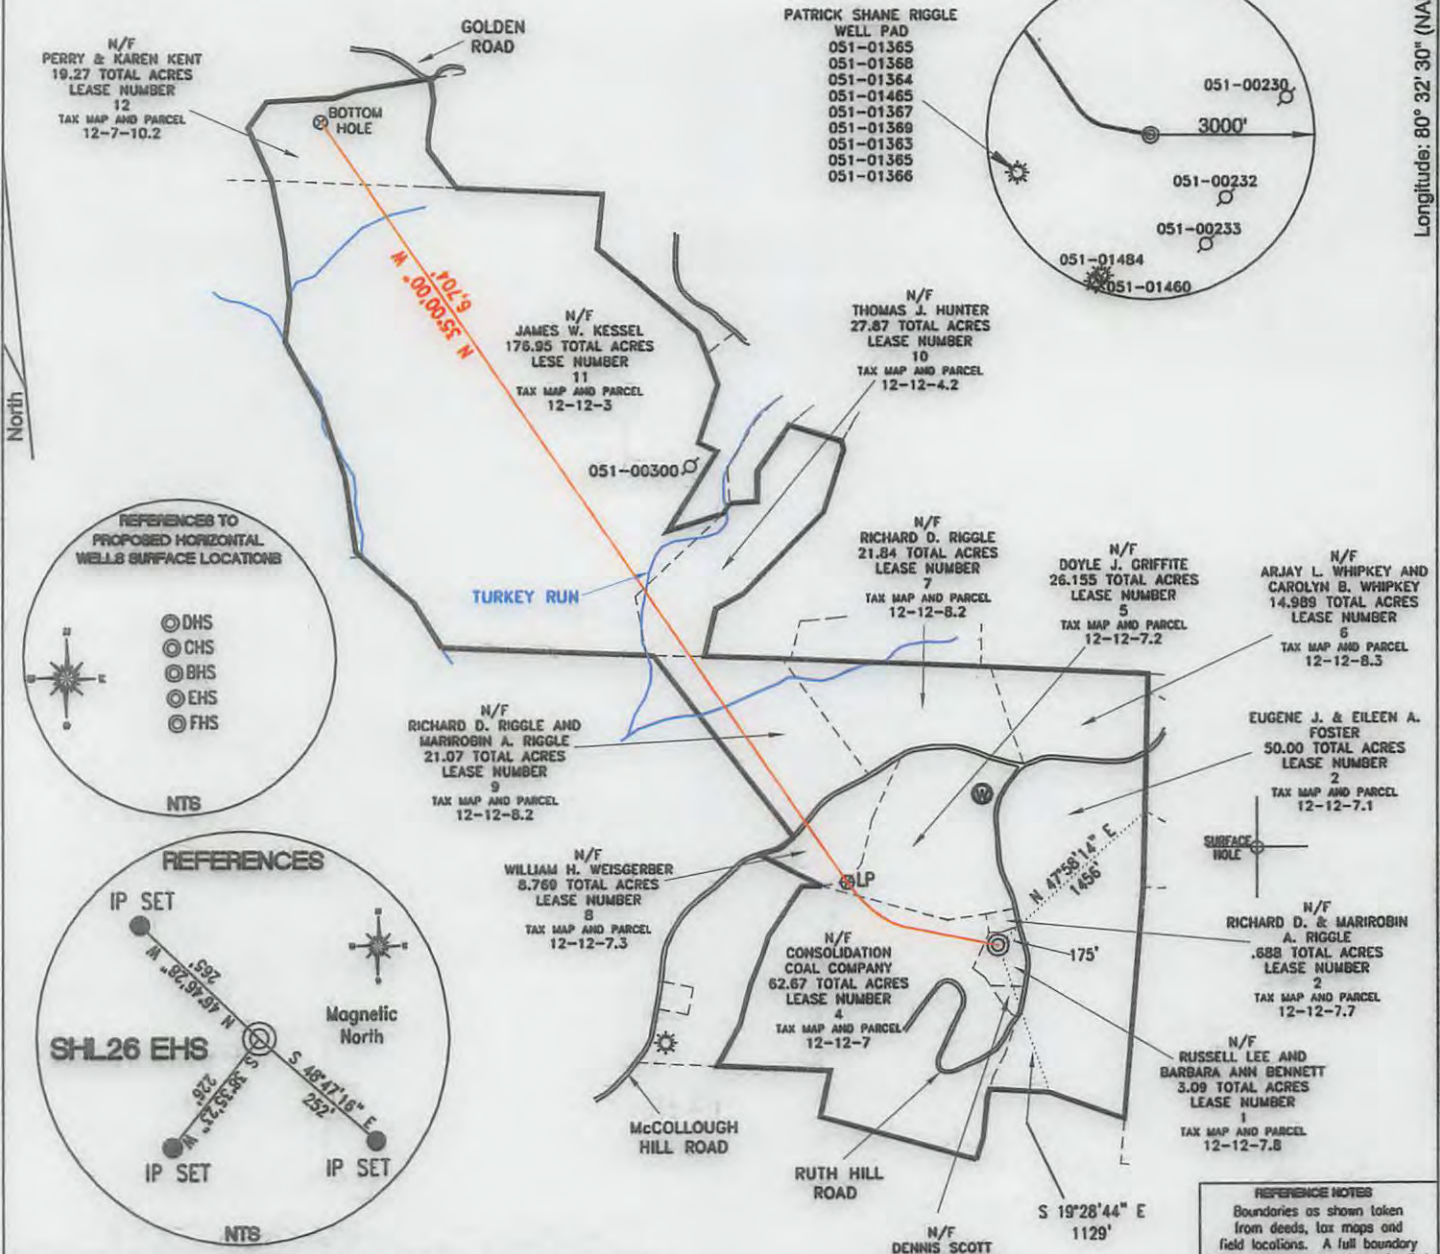 GOLDEN
ROAD
N/F
PERRY & KAREN KENT
19.27 TOTAL ACRES
LEASE NUMBER
12
TAX MAP AND PARCEL
12-7-10.2
BOTTOM
HOLE
PATRICK SHANE RIGGLE
WELL PAD
051-01365
051-01368
051-01364
051-01465
051-01367
051-01369
051-01363
051-01365
051-01366
051-00230
3000'
051-00232
051-00233
051-01484
051-01460
Longitude: 80° 32' 30" (NA
North
N 35°00'00" W
6,704'
N/F
JAMES W. KESSEL
176.95 TOTAL ACRES
LESE NUMBER
11
TAX MAP AND PARCEL
12-12-3
N/F
THOMAS J. HUNTER
27.87 TOTAL ACRES
LEASE NUMBER
10
TAX MAP AND PARCEL
12-12-4.2
051-00300
REFERENCES TO
PROPOSED HORIZONTAL
WELLS SURFACE LOCATIONS
DHS
CHS
BHS
EHS
FHS
NTS
TURKEY RUN
N/F
RICHARD D. RIGGLE
21.84 TOTAL ACRES
LEASE NUMBER
7
TAX MAP AND PARCEL
12-12-8.2
N/F
DOYLE J. GRIFFITE
26.155 TOTAL ACRES
LEASE NUMBER
5
TAX MAP AND PARCEL
12-12-7.2
N/F
ARJAY L. WHIPKEY AND
CAROLYN B. WHIPKEY
14.989 TOTAL ACRES
LEASE NUMBER
6
TAX MAP AND PARCEL
12-12-8.3
N/F
RICHARD D. RIGGLE AND
MARIROBIN A. RIGGLE
21.07 TOTAL ACRES
LEASE NUMBER
9
TAX MAP AND PARCEL
12-12-8.2
EUGENE J. & EILEEN A.
FOSTER
50.00 TOTAL ACRES
LEASE NUMBER
2
TAX MAP AND PARCEL
12-12-7.1
W
SURFACE
HOLE
N 47°58'14" E
1456'
N/F
WILLIAM H. WEISGERBER
8.769 TOTAL ACRES
LEASE NUMBER
8
TAX MAP AND PARCEL
12-12-7.3
LP
N/F
CONSOLIDATION
COAL COMPANY
62.67 TOTAL ACRES
LEASE NUMBER
4
TAX MAP AND PARCEL
12-12-7
175'
N/F
RICHARD D. & MARIROBIN
A. RIGGLE
.688 TOTAL ACRES
LEASE NUMBER
2
TAX MAP AND PARCEL
12-12-7.7
N/F
RUSSELL LEE AND
BARBARA ANN BENNETT
3.09 TOTAL ACRES
LEASE NUMBER
1
TAX MAP AND PARCEL
12-12-7.8
REFERENCES
IP SET
N 46°46'28" W
265'
Magnetic
North
SHL26 EHS
S 48°47'16" E
252'
S 38°35'23" W
226'
IP SET
IP SET
NTS
McCOLLOUGH
HILL ROAD
RUTH HILL
ROAD
N/F
DENNIS SCOTT
S 19°28'44" E
1129'
REFERENCE NOTES
Boundaries as shown taken
from deeds, tax maps and
field locations. A full boundary